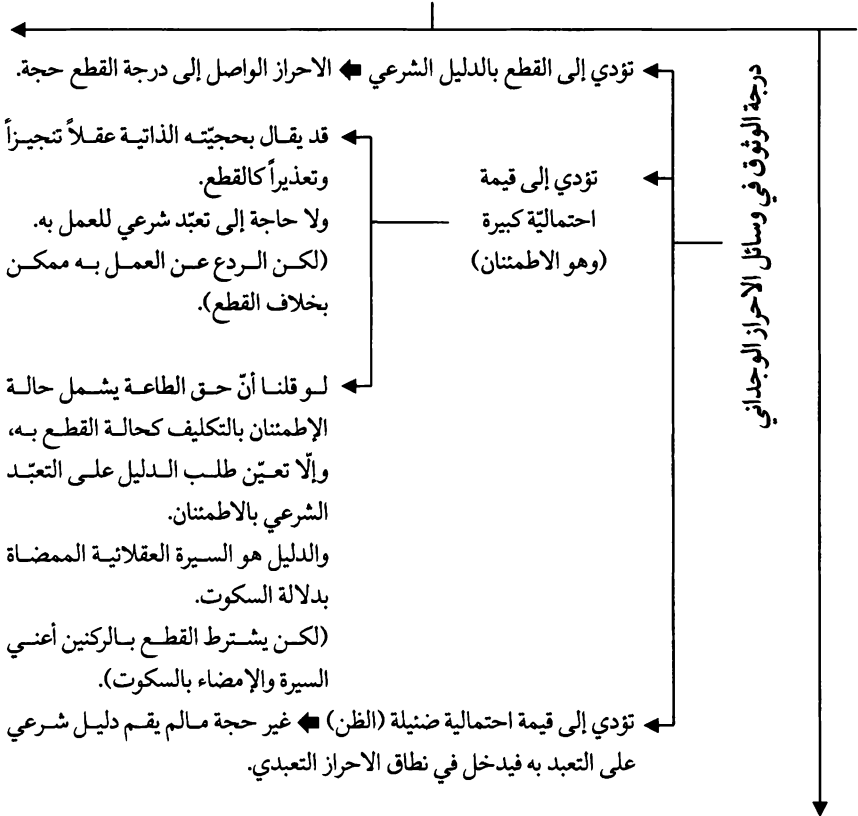 درجة الوثوق في وسائل الاحراز الوجداني
تؤدي إلى القطع بالدليل الشرعي ⬅ الاحراز الواصل إلى درجة القطع حجة.
تؤدي إلى قيمة
احتماليّة كبيرة
(وهو الاطمئنان)
قد يقال بحجيّته الذاتية عقلاً تنجيزاً
وتعذيراً كالقطع.
ولا حاجة إلى تعبّد شرعي للعمل به.
(لكن الردع عن العمل به ممكن
بخلاف القطع).
لو قلنا أنّ حق الطاعة يشمل حالة
الإطمئنان بالتكليف كحالة القطع به،
وإلّا تعيّن طلب الدليل على التعبّد
الشرعي بالاطمئنان.
والدليل هو السيرة العقلائية الممضاة
بدلالة السكوت.
(لكن يشترط القطع بالركنين أعني
السيرة والإمضاء بالسكوت).
تؤدي إلى قيمة احتمالية ضئيلة (الظن) ⬅ غير حجة مالم يقم دليل شرعي
على التعبد به فيدخل في نطاق الاحراز التعبدي.